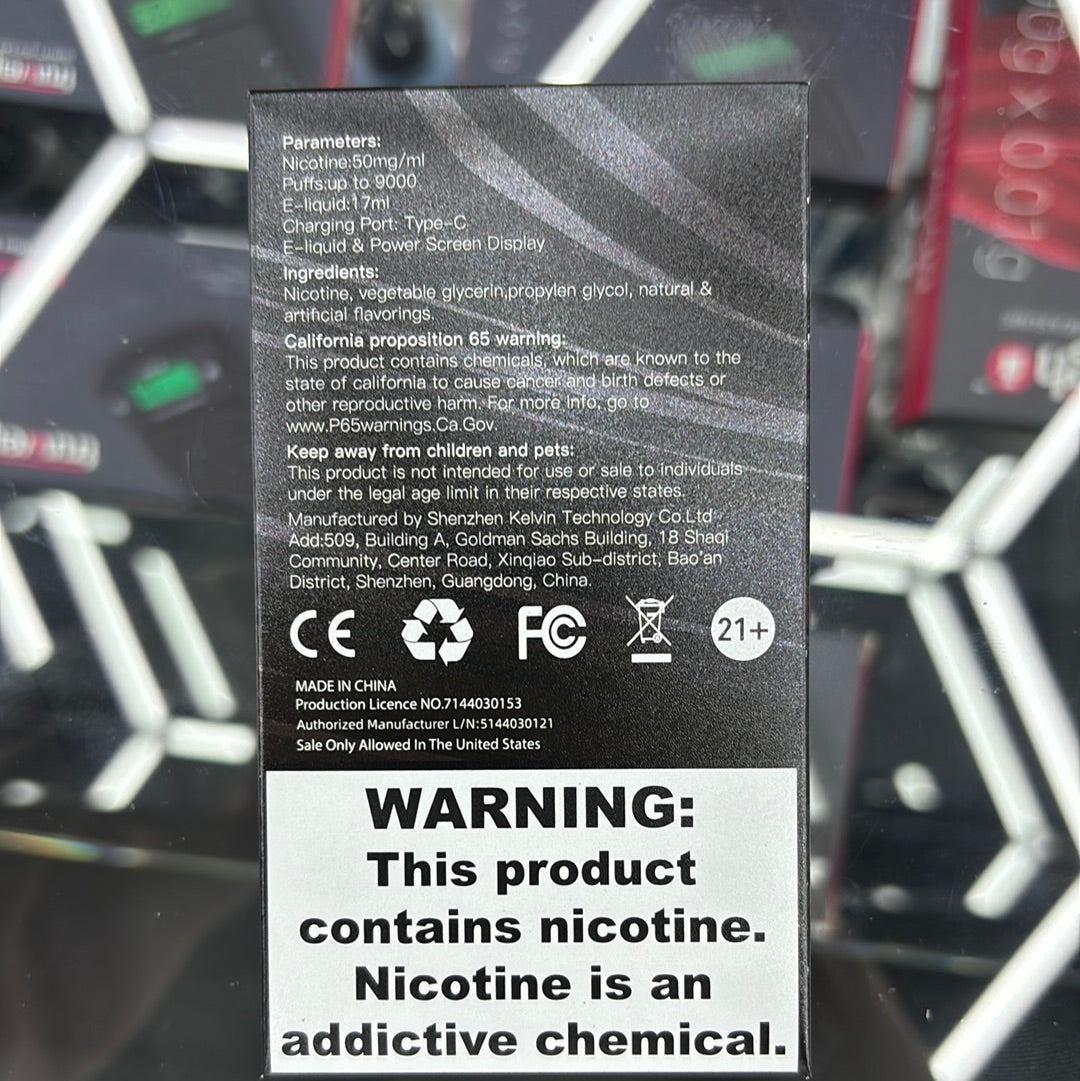 Parameters:
Nicotine:50mg/ml
Puffs:up to 9000
E-liquid:17ml
Charging Port: Type-C
E-liquid & Power Screen Display
Ingredients:
Nicotine, vegetable glycerin,propylen glycol, natural &
artificial flavorings.
California proposition 65 warning:
This product contains chemicals, which are known to the
state of california to cause cancer and birth defects or
other reproductive harm. For more Info, go to
www.P65warnings.Ca.Gov.
Keep away from children and pets:
This product is not intended for use or sale to individuals
under the legal age limit in their respective states.
Manufactured by Shenzhen Kelvin Technology Co.Ltd
Add:509, Building A, Goldman Sachs Building, 18 Shaqi
Community, Center Road, Xinqiao Sub-district, Bao'an
District, Shenzhen, Guangdong, China.
CE FC 21+
MADE IN CHINA
Production Licence NO.7144030153
Authorized Manufacturer L/N:5144030121
Sale Only Allowed In The United States
WARNING:
This product
contains nicotine.
Nicotine is an
addictive chemical.